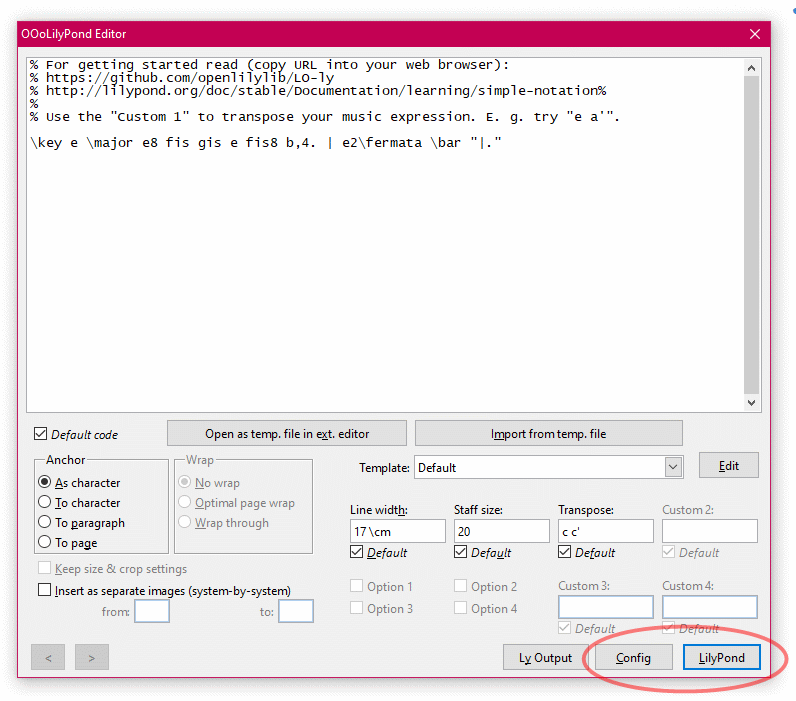 OOoLilyPond Editor
% For getting started read (copy URL into your web browser):
% https://github.com/openlilylib/LO-ly
% http://lilypond.org/doc/stable/Documentation/learning/simple-notation%
%
% Use the "Custom 1" to transpose your music expression. E. g. try "e a'".
\key e \major e8 fis gis e fis8 b,4. | e2\fermata \bar "|."
Default code
Open as temp. file in ext. editor
Import from temp. file
Anchor
As character
To character
To paragraph
To page
Wrap
No wrap
Optimal page wrap
Wrap through
Template:
Default
Edit
Line width:
Staff size:
Transpose:
Custom 2:
17 \cm
20
c c'
Default
Default
Default
Default
Keep size & crop settings
Insert as separate images (system-by-system)
from:
to:
Option 1
Option 2
Custom 3:
Custom 4:
Option 3
Option 4
Default
Default
<
>
Ly Output
Config
LilyPond